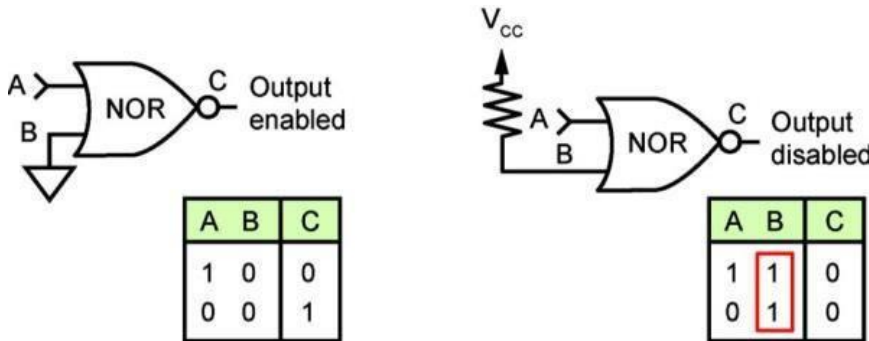 A
B
NOR
C
Output
enabled
A B C
1 0 0
0 0 1
VCC
A
B
NOR
C
Output
disabled
A B C
1 1 0
0 1 0